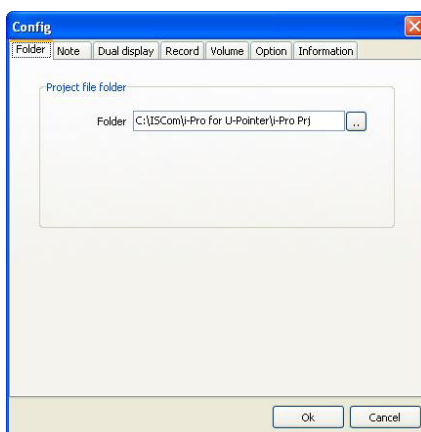 Config
Folder Note Dual display Record Volume Option Information
Project file folder
Folder C:\ISCom\i-Pro for U-Pointer\i-Pro Prj ..
Ok Cancel